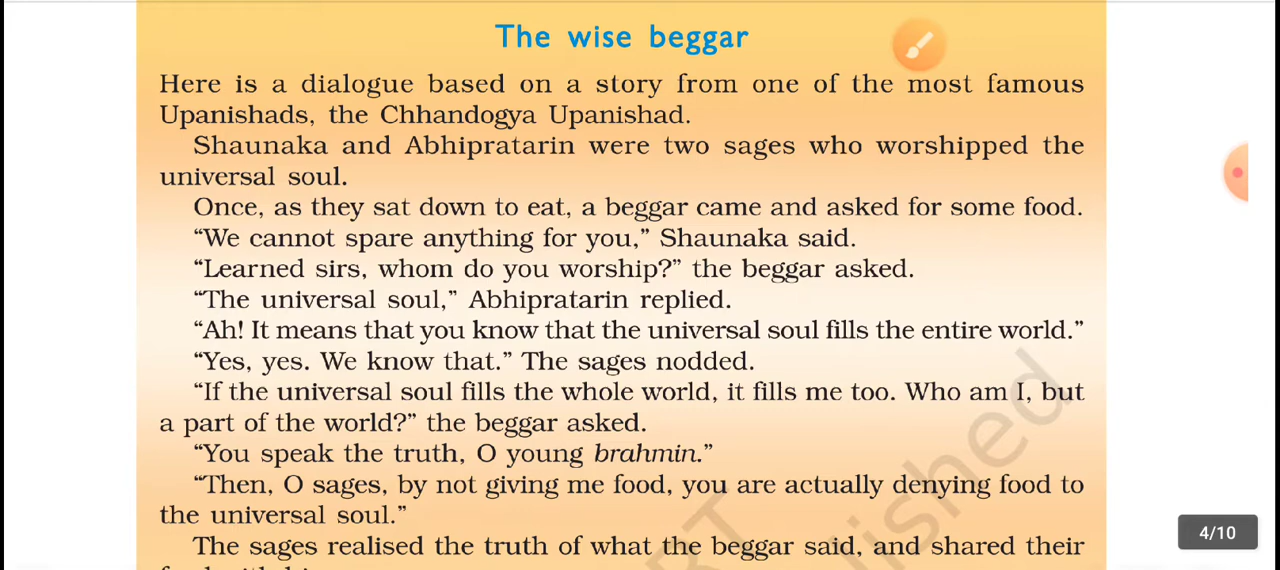 The wise beggar
Here is a dialogue based on a story from one of the most famous
Upanishads, the Chhandogya Upanishad.
Shaunaka and Abhipratarin were two sages who worshipped the
universal soul.
Once, as they sat down to eat, a beggar came and asked for some food.
“We cannot spare anything for you,” Shaunaka said.
“Learned sirs, whom do you worship?” the beggar asked.
“The universal soul,” Abhipratarin replied.
“Ah! It means that you know that the universal soul fills the entire world.”
“Yes, yes. We know that.” The sages nodded.
“If the universal soul fills the whole world, it fills me too. Who am I, but
a part of the world?” the beggar asked.
“You speak the truth, O young brahmin.”
“Then, O sages, by not giving me food, you are actually denying food to
the universal soul.”
The sages realised the truth of what the beggar said, and shared their
4/10